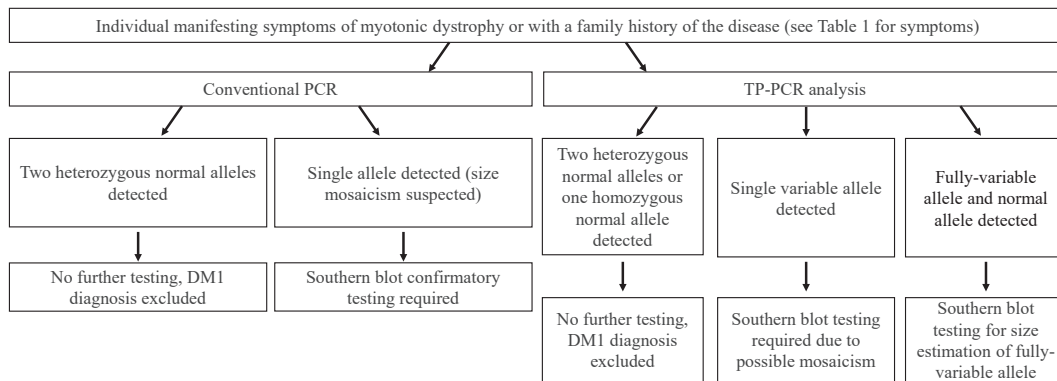 Individual manifesting symptoms of myotonic dystrophy or with a family history of the disease (see Table 1 for symptoms)
Conventional PCR
TP-PCR analysis
Two heterozygous normal alleles
detected
Single allele detected (size
mosaicism suspected)
Two
heterozygous
normal alleles or
one homozygous
normal allele
detected
Single variable allele
detected
Fully-variable
allele and normal
allele detected
No further testing, DM1
diagnosis excluded
Southern blot confirmatory
testing required
No further testing,
DM1 diagnosis
excluded
Southern blot testing
required due to
possible mosaicism
Southern blot
testing for size
estimation of fully-
variable allele